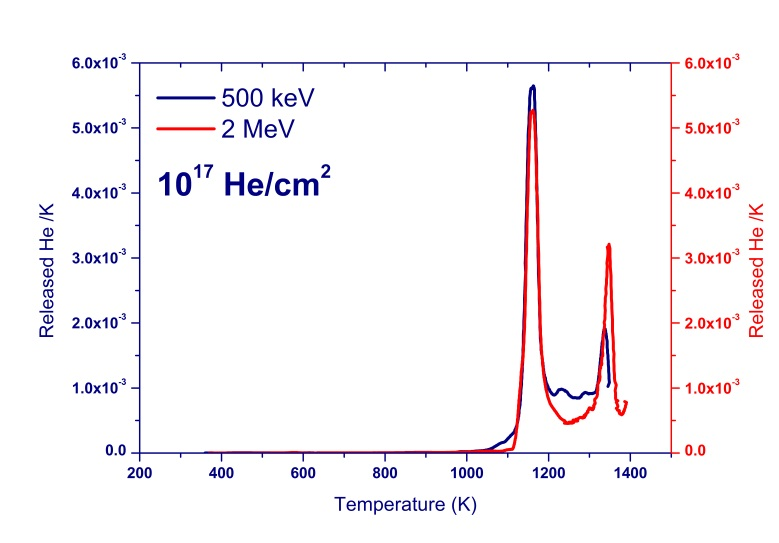 500 keV
2 MeV
10¹⁷ He/cm²
6.0x10⁻³
5.0x10⁻³
4.0x10⁻³
3.0x10⁻³
2.0x10⁻³
1.0x10⁻³
0.0
Released He /K
6.0x10⁻³
5.0x10⁻³
4.0x10⁻³
3.0x10⁻³
2.0x10⁻³
1.0x10⁻³
0.0
Released He /K
200 400 600 800 1000 1200 1400
Temperature (K)